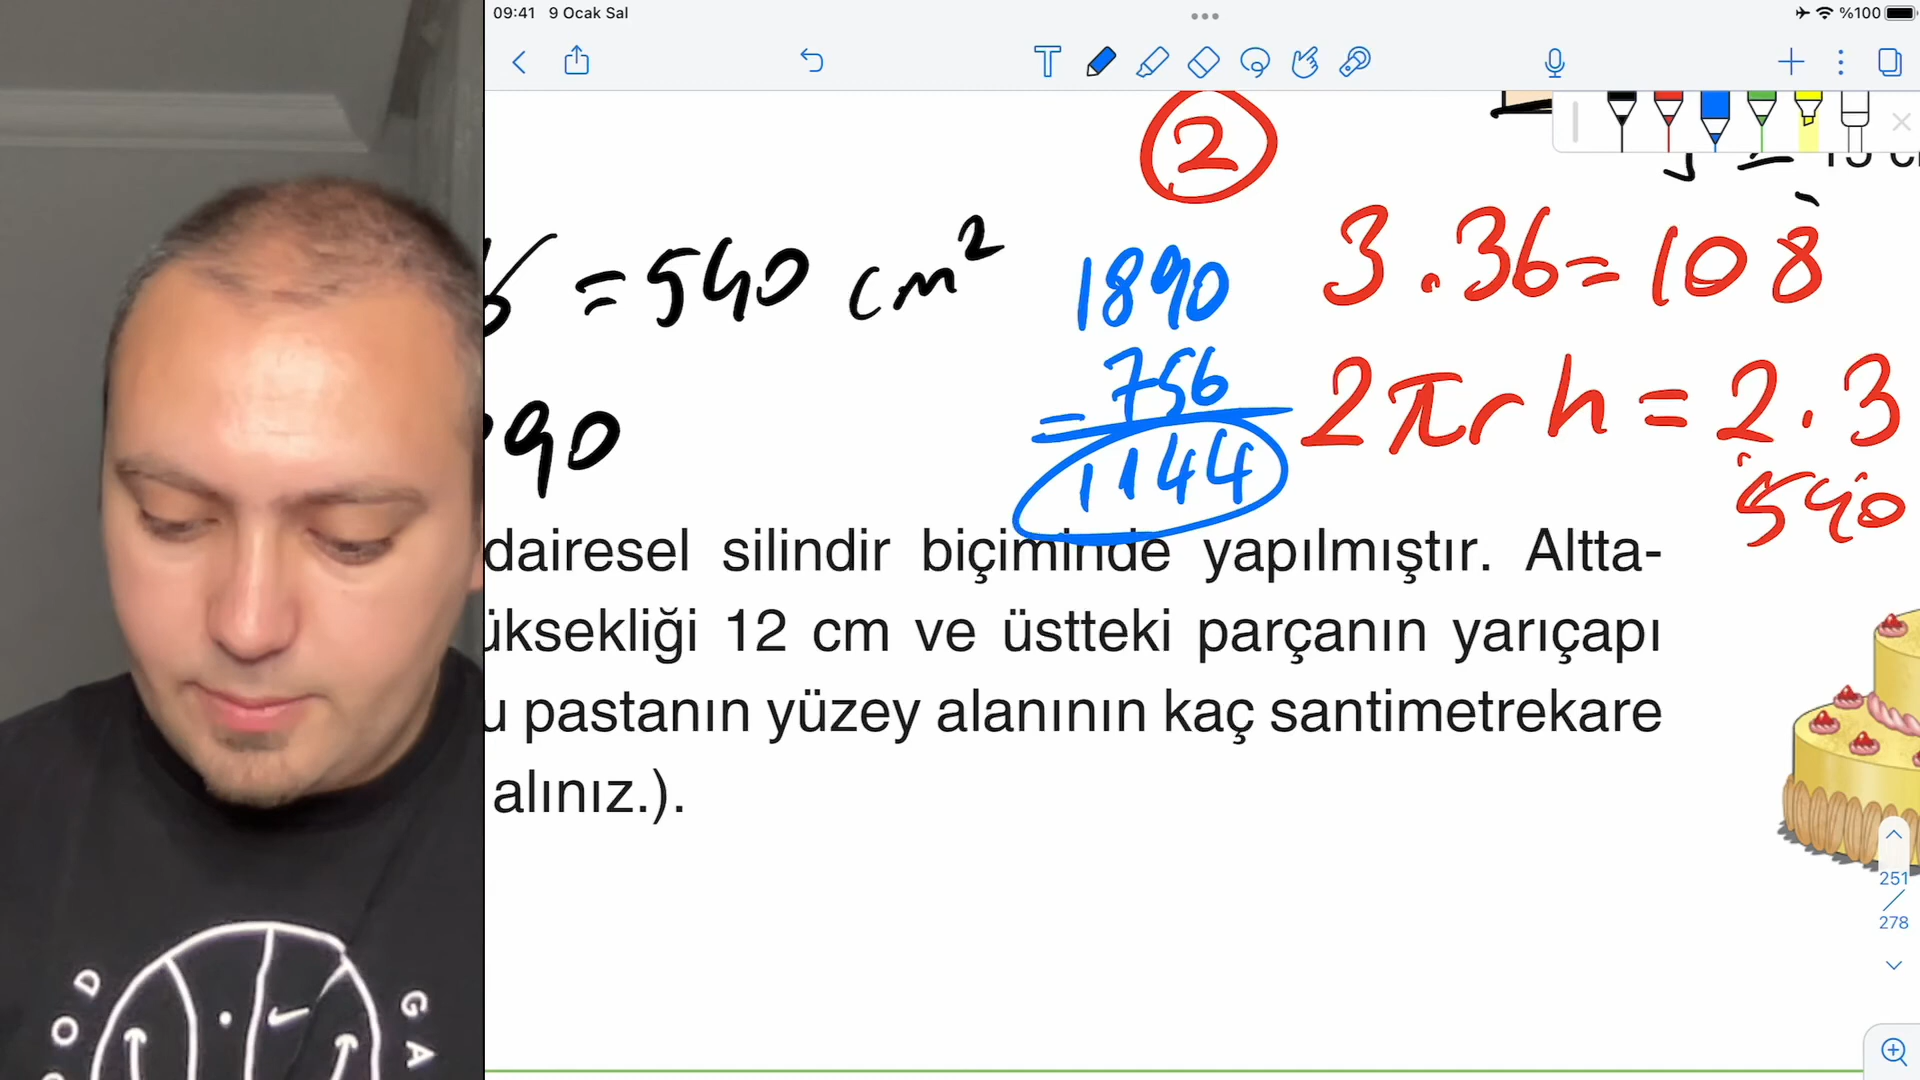 09:41 9 Ocak Sal
%100
2
15 c
= 540 cm²
3.36=108
1890
756
2πrh = 2.3
1144
540
90
dairesel silindir biçiminde yapılmıştır. Altta-
üksekliği 12 cm ve üstteki parçanın yarıçapı
u pastanın yüzey alanının kaç santimetrekare
alınız.).
251
278
O D
G A